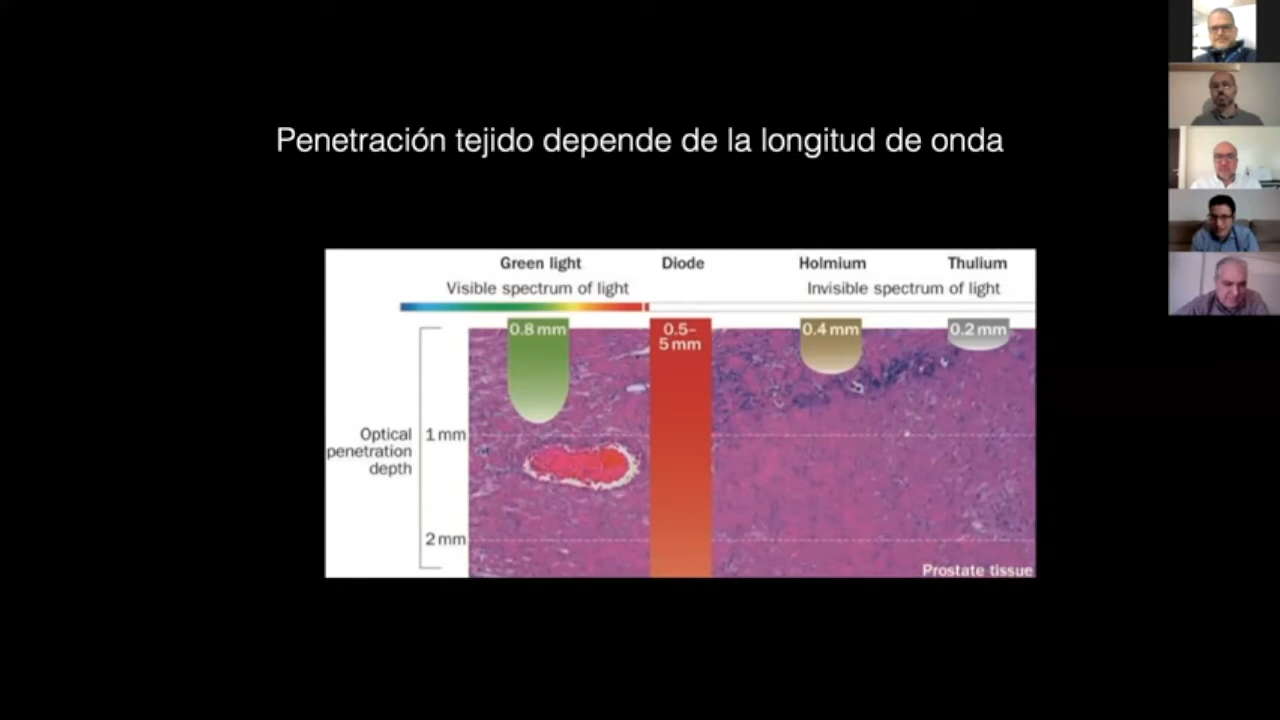 Penetración tejido depende de la longitud de onda
Green light
Diode
Holmium
Thulium
Visible spectrum of light
Invisible spectrum of light
0.8 mm
0.5–
5 mm
0.4 mm
0.2 mm
Optical
penetration
depth
1 mm
2 mm
Prostate tissue